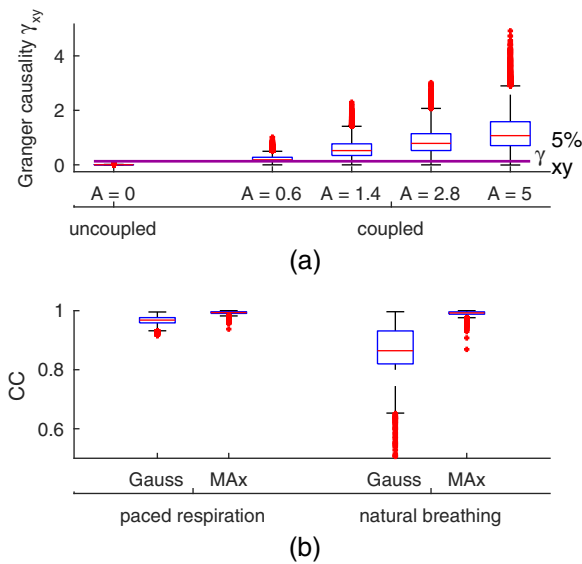 Granger causality γxy
4
2
0
γ 5% xy
A = 0 A = 0.6 A = 1.4 A = 2.8 A = 5
uncoupled coupled
(a)
CC
1
0.8
0.6
Gauss MAx Gauss MAx
paced respiration natural breathing
(b)